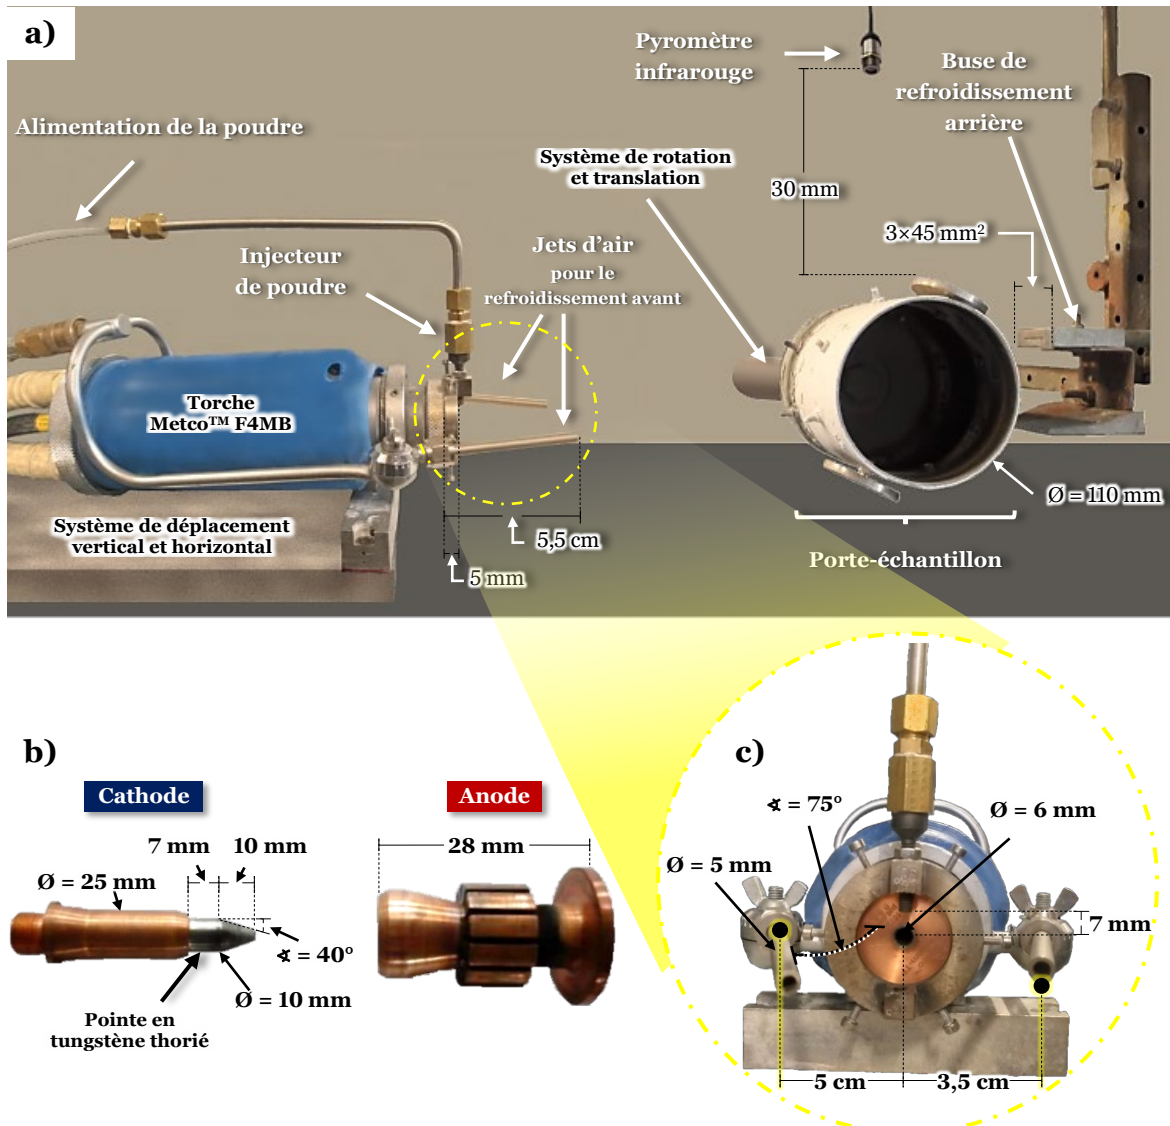 a)
Pyromètre
infrarouge
Buse de
refroidissement
arrière
Alimentation de la poudre
Système de rotation
et translation
30 mm
3×45 mm²
Injecteur
de poudre
Jets d'air
pour le
refroidissement avant
Torche
Metco™ F4MB
Ø = 110 mm
Système de déplacement
vertical et horizontal
5,5 cm
5 mm
Porte-échantillon
b)
Cathode
Anode
7 mm
10 mm
28 mm
Ø = 25 mm
∢ = 40°
Ø = 10 mm
Pointe en
tungstène thorié
c)
∢ = 75°
Ø = 6 mm
Ø = 5 mm
7 mm
5 cm
3,5 cm